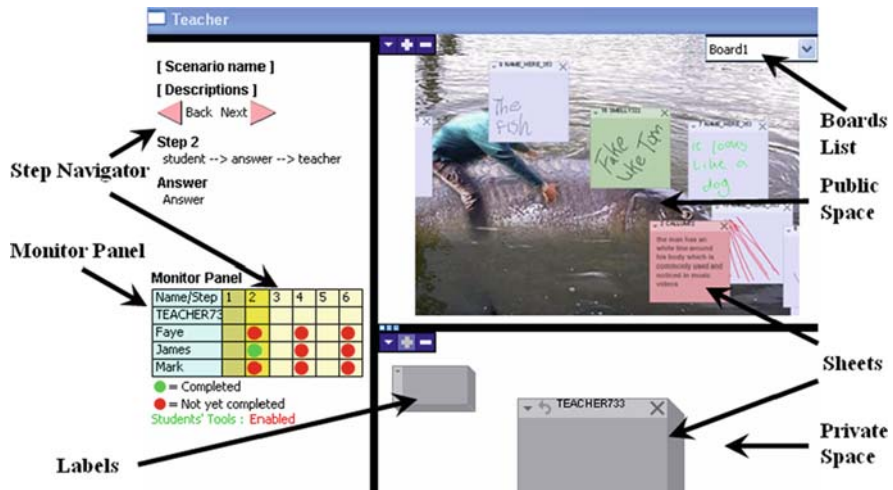 Teacher
[ Scenario name ]
[ Descriptions ]
Back Next
Step 2
student --> answer --> teacher
Answer
Answer
Step Navigator
Monitor Panel
Monitor Panel
Name/Step 1 2 3 4 5 6
TEACHER73
Faye
James
Mark
= Completed
= Not yet completed
Students' Tools : Enabled
Labels
Board1
The
fish
Fake
like Tim
it looks
Like a
dog
2 CALLUM1
the man has an
white line around
his body which is
commonly used and
noticed in music
videos
TEACHER733
Boards
List
Public
Space
Sheets
Private
Space